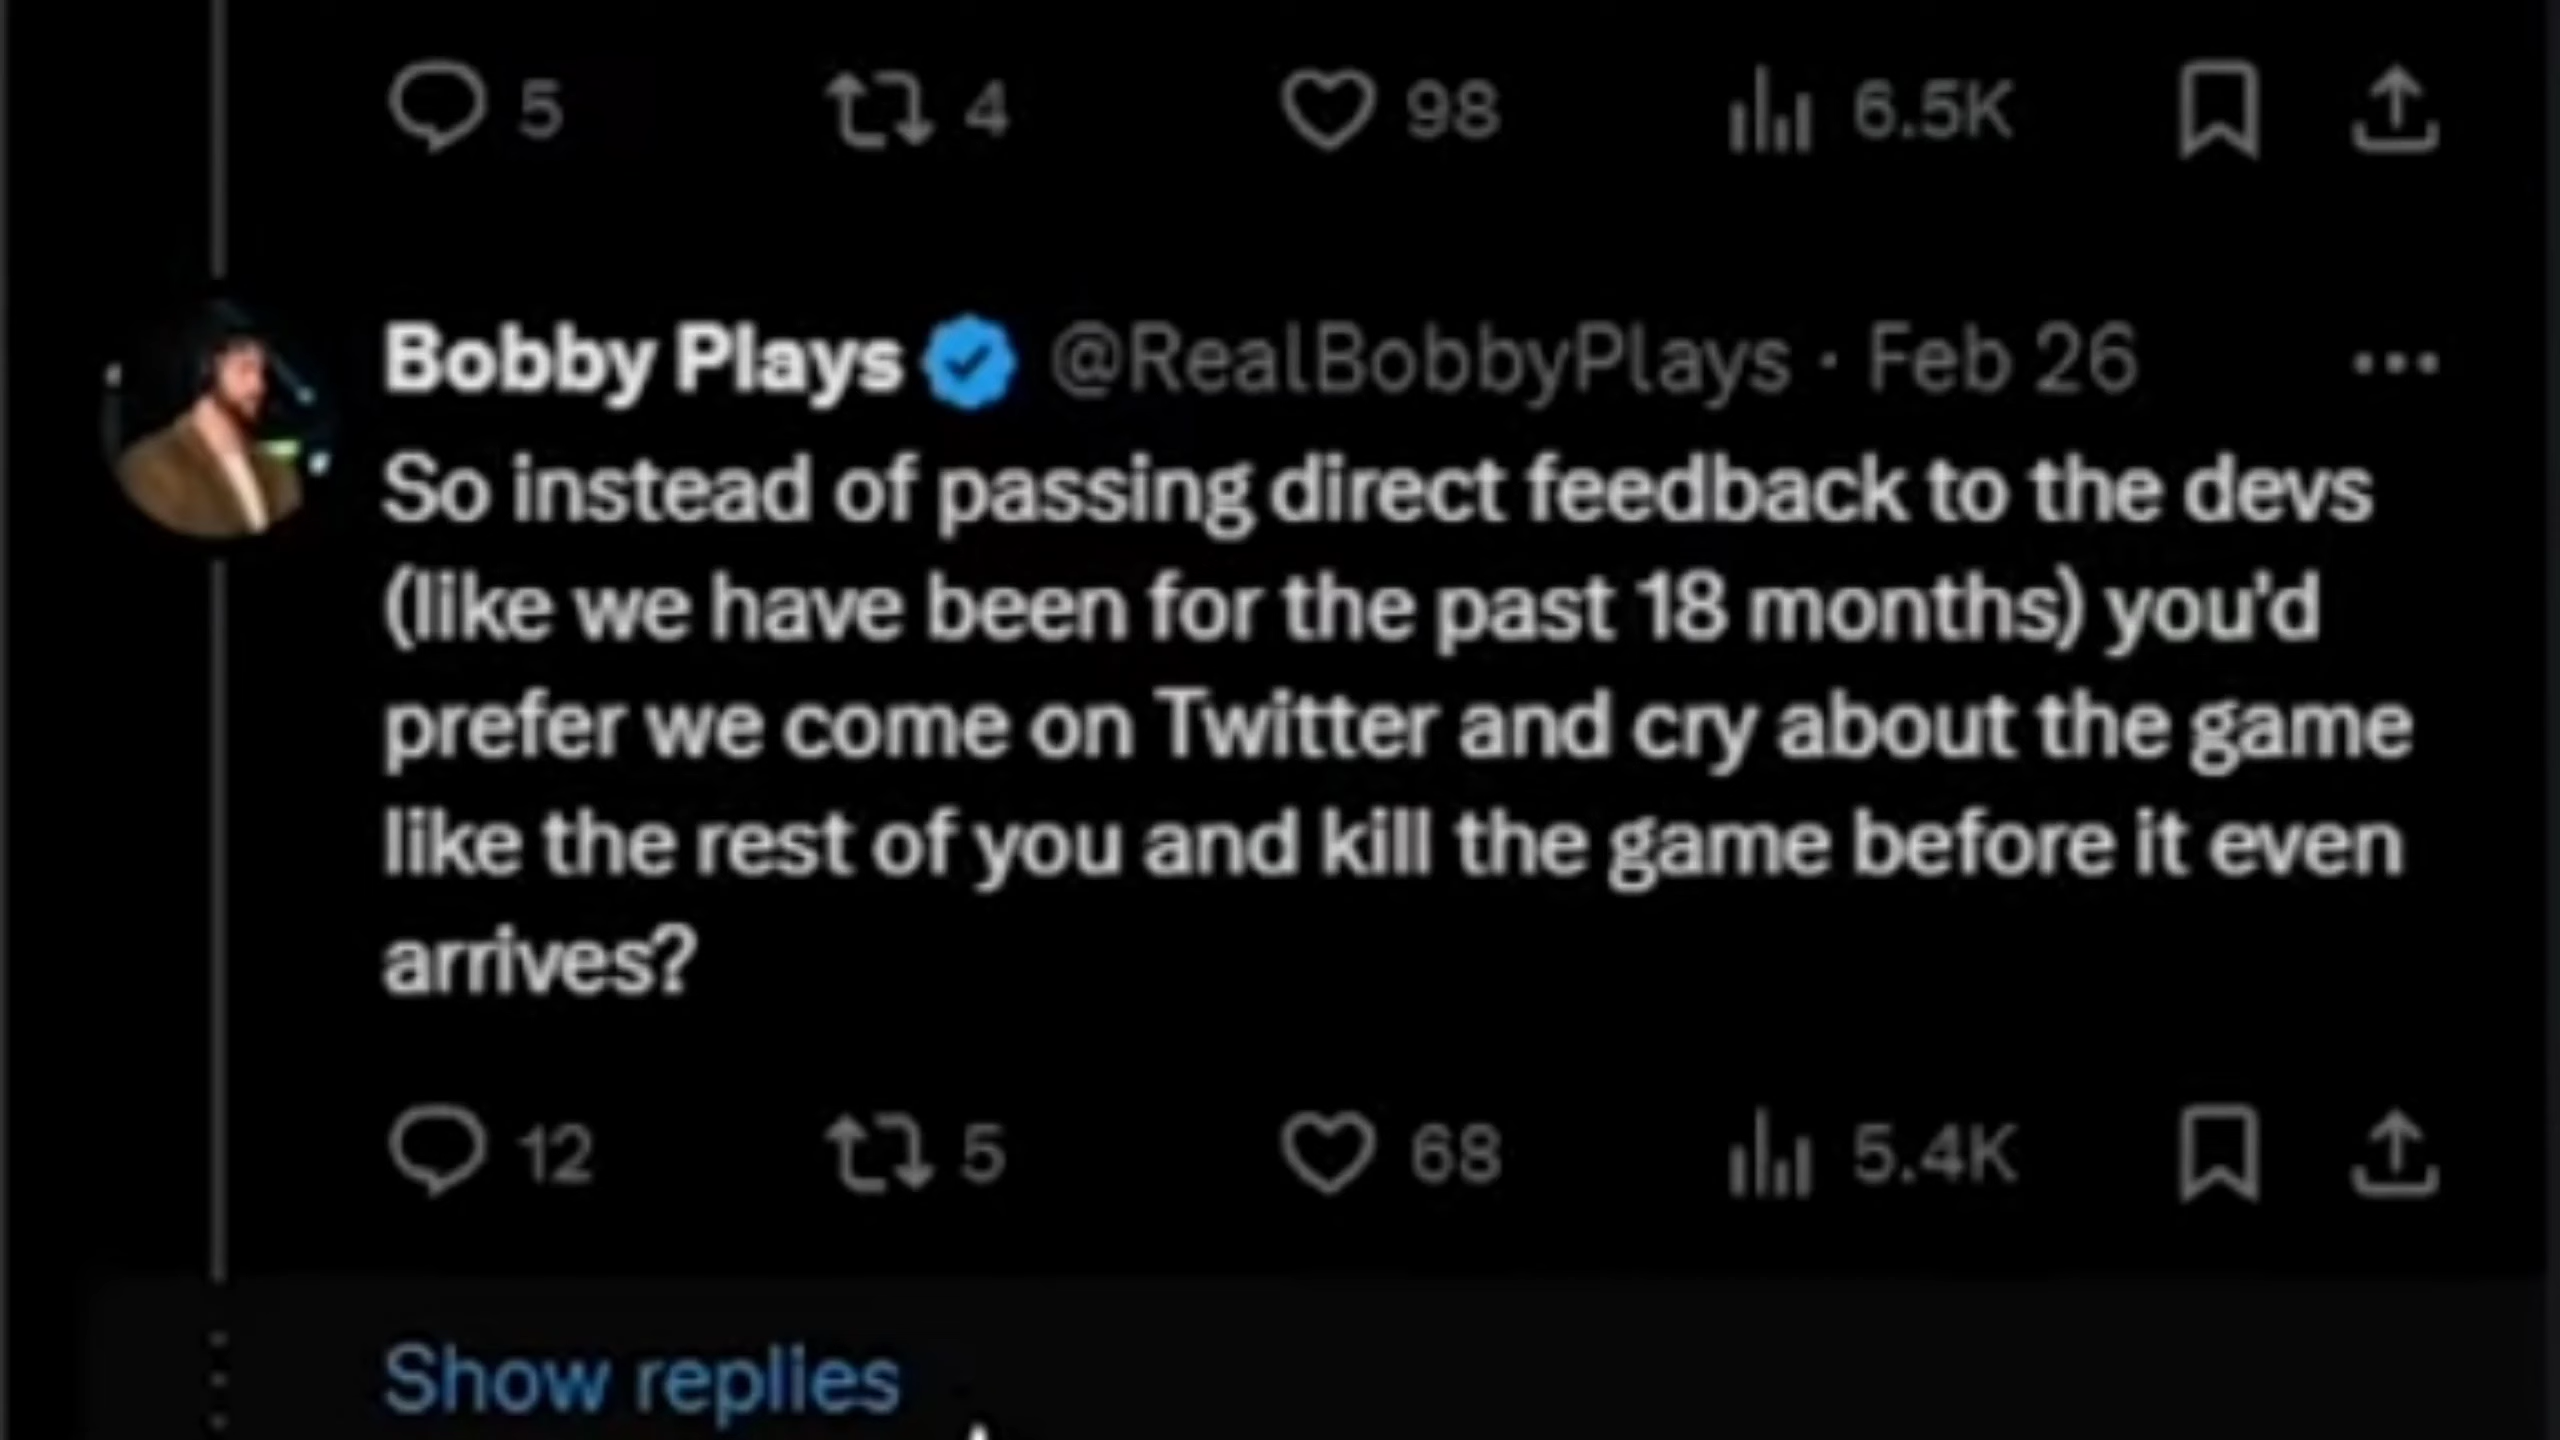 5 4 98 6.5K
Bobby Plays @RealBobbyPlays · Feb 26 ...
So instead of passing direct feedback to the devs
(like we have been for the past 18 months) you'd
prefer we come on Twitter and cry about the game
like the rest of you and kill the game before it even
arrives?
12 5 68 5.4K
Show replies